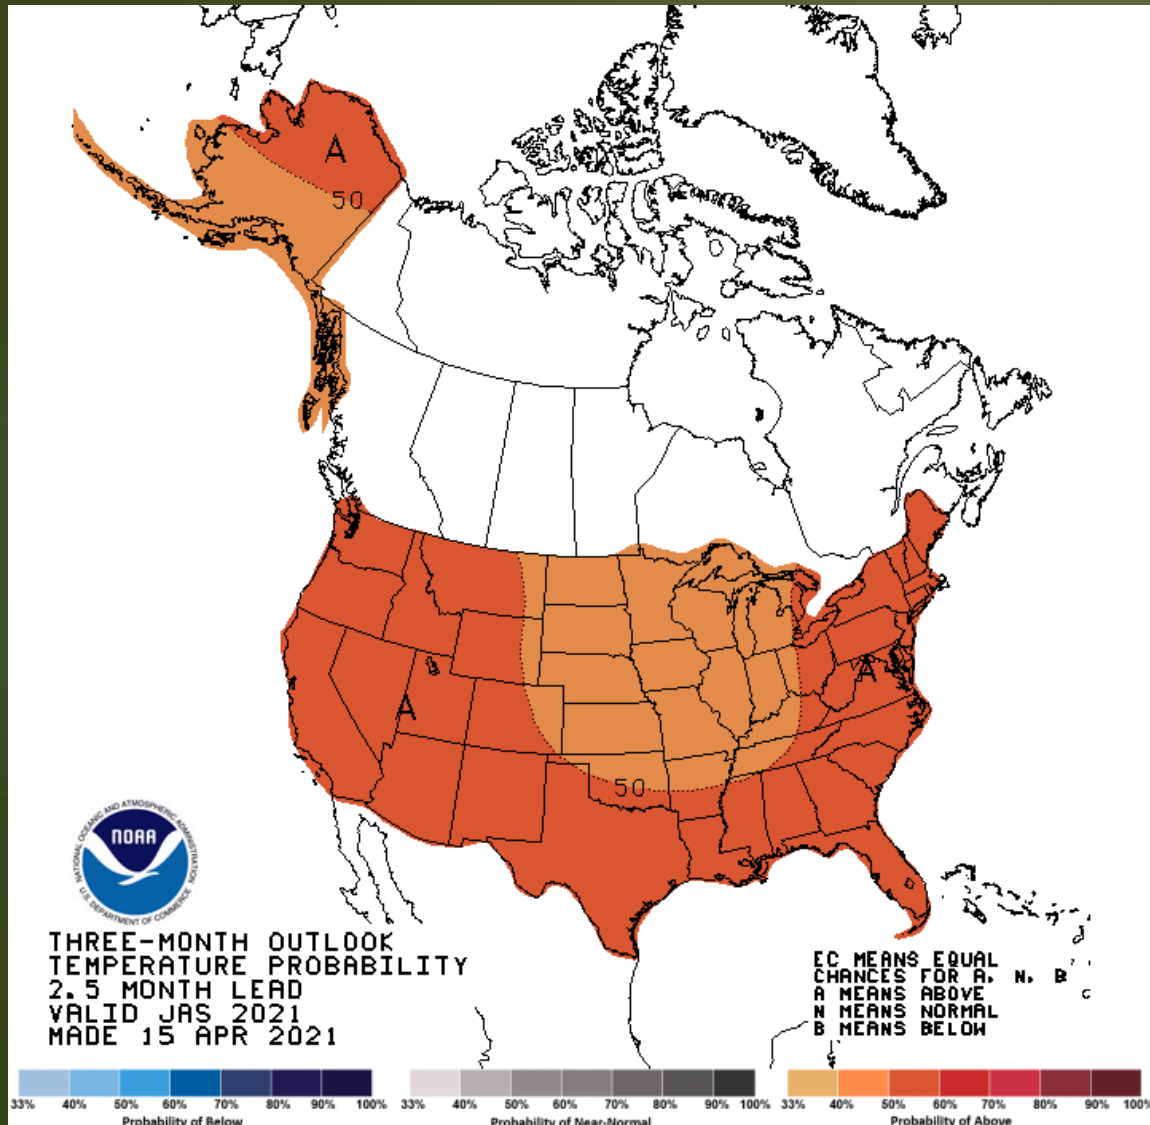 A
50
A
A
50
NATIONAL OCEANIC AND ATMOSPHERIC ADMINISTRATION
NOAA
U.S. DEPARTMENT OF COMMERCE
THREE-MONTH OUTLOOK
TEMPERATURE PROBABILITY
2.5 MONTH LEAD
VALID JAS 2021
MADE 15 APR 2021
EC MEANS EQUAL
CHANCES FOR A, N, B
A MEANS ABOVE
N MEANS NORMAL
B MEANS BELOW
33% 40% 50% 60% 70% 80% 90% 100%
Probability of Below
33% 40% 50% 60% 70% 80% 90% 100%
Probability of Near-Normal
33% 40% 50% 60% 70% 80% 90% 100%
Probability of Above